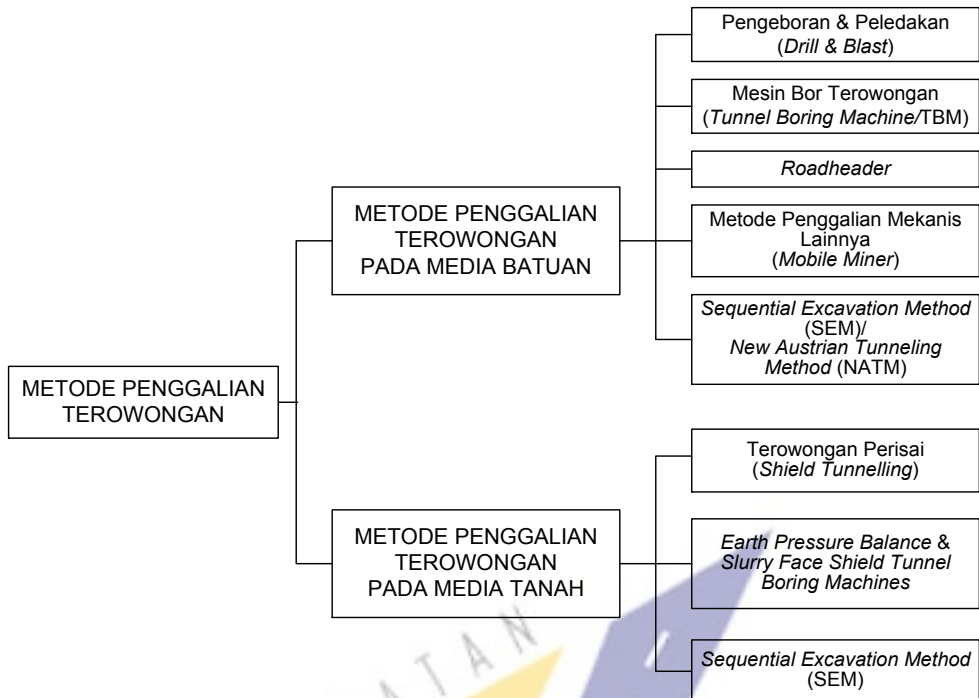 METODE PENGGALIAN
TEROWONGAN
METODE PENGGALIAN
TEROWONGAN
PADA MEDIA BATUAN
Pengeboran & Peledakan
(Drill & Blast)
Mesin Bor Terowongan
(Tunnel Boring Machine/TBM)
Roadheader
Metode Penggalian Mekanis
Lainnya
(Mobile Miner)
Sequential Excavation Method
(SEM)/
New Austrian Tunneling
Method (NATM)
METODE PENGGALIAN
TEROWONGAN
PADA MEDIA TANAH
Terowongan Perisai
(Shield Tunnelling)
Earth Pressure Balance &
Slurry Face Shield Tunnel
Boring Machines
Sequential Excavation Method
(SEM)